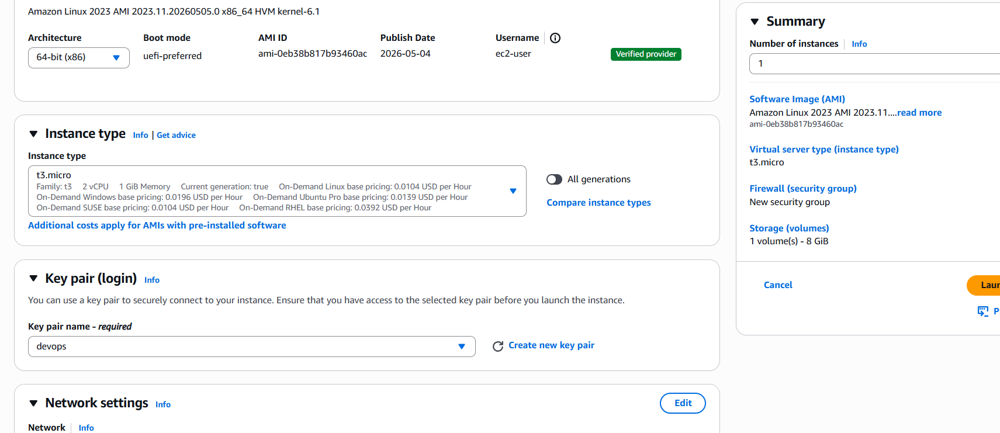 Amazon Linux 2023 AMI 2023.11.20260505.0 x86_64 HVM kernel-6.1
Architecture
64-bit (x86)
Boot mode
uefi-preferred
AMI ID
ami-0eb38b817b93460ac
Publish Date
2026-05-04
Username
ec2-user
Verified provider
Instance type Info | Get advice
Instance type
t3.micro
Family: t3 2 vCPU 1 GiB Memory Current generation: true On-Demand Linux base pricing: 0.0104 USD per Hour
On-Demand Windows base pricing: 0.0196 USD per Hour On-Demand Ubuntu Pro base pricing: 0.0139 USD per Hour
On-Demand SUSE base pricing: 0.0104 USD per Hour On-Demand RHEL base pricing: 0.0392 USD per Hour
All generations
Compare instance types
Additional costs apply for AMIs with pre-installed software
Key pair (login) Info
You can use a key pair to securely connect to your instance. Ensure that you have access to the selected key pair before you launch the instance.
Key pair name - required
devops
Create new key pair
Network settings Info
Edit
Network Info
Summary
Number of instances Info
1
Software Image (AMI)
Amazon Linux 2023 AMI 2023.11....read more
ami-0eb38b817b93460ac
Virtual server type (instance type)
t3.micro
Firewall (security group)
New security group
Storage (volumes)
1 volume(s) - 8 GiB
Cancel
Laun
P